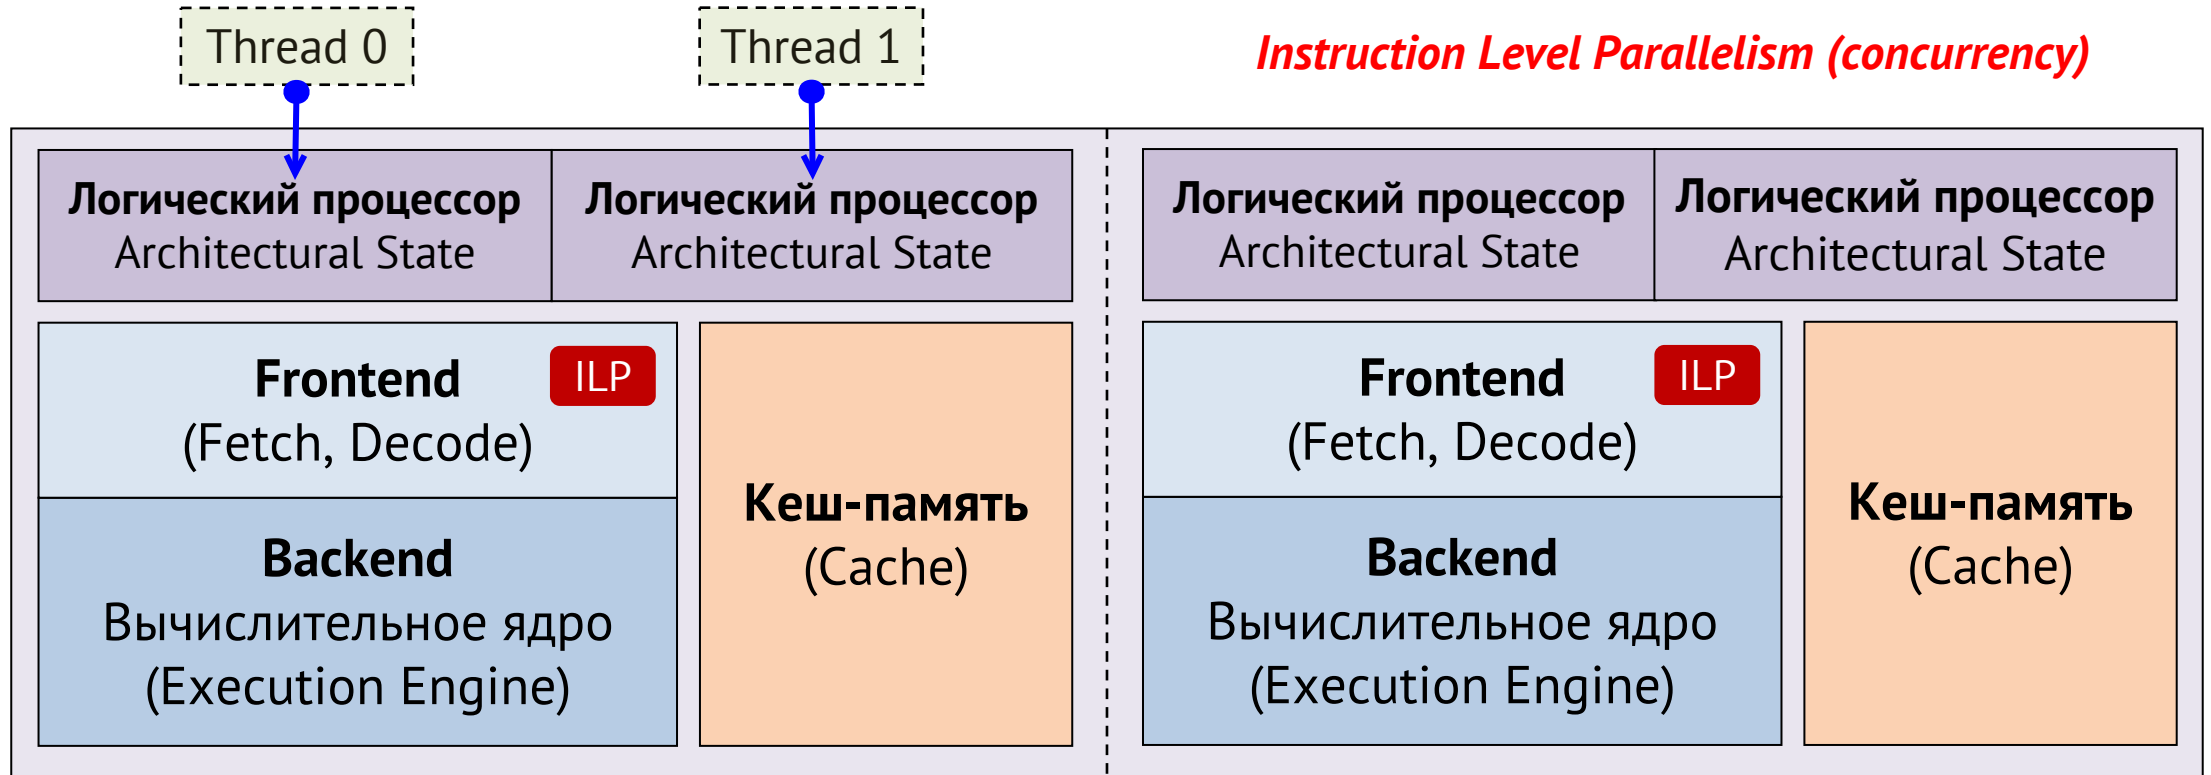 Thread 0
Thread 1
Instruction Level Parallelism (concurrency)
Логический процессор
Architectural State
Логический процессор
Architectural State
Логический процессор
Architectural State
Логический процессор
Architectural State
Frontend
ILP
(Fetch, Decode)
Backend
Вычислительное ядро
(Execution Engine)
Кеш-память
(Cache)
Frontend
ILP
(Fetch, Decode)
Backend
Вычислительное ядро
(Execution Engine)
Кеш-память
(Cache)